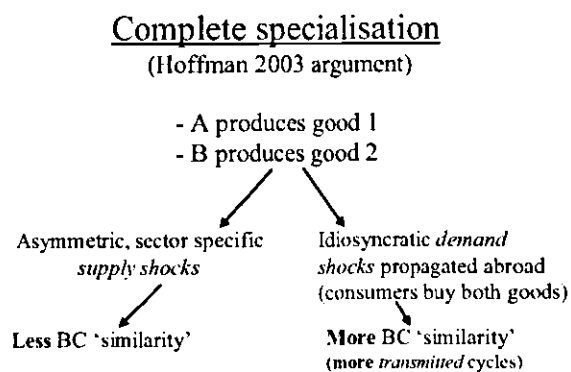 Complete specialisation
(Hoffman 2003 argument)
- A produces good 1
- B produces good 2
Asymmetric, sector specific
supply shocks
Idiosyncratic demand
shocks propagated abroad
(consumers buy both goods)
Less BC ‘similarity’
More BC ‘similarity’
(more transmitted cycles)